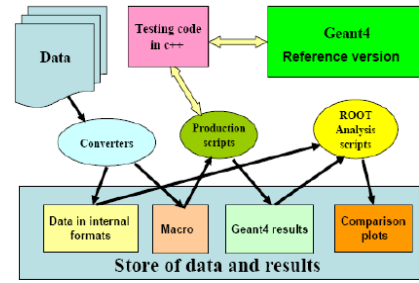 Data
Testing code
in c++
Geant4
Reference version
Converters
Production
scripts
ROOT
Analysis
scripts
Data in internal
formats
Macro
Geant4 results
Comparison
plots
Store of data and results